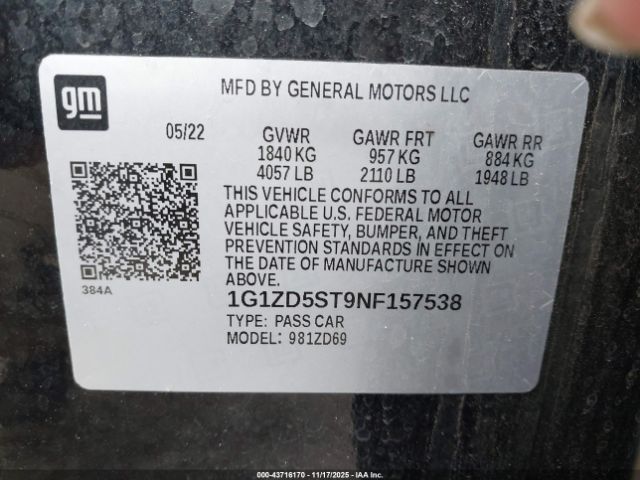 gm
MFD BY GENERAL MOTORS LLC
05/22 GVWR GAWR FRT GAWR RR
1840 KG 957 KG 884 KG
4057 LB 2110 LB 1948 LB
THIS VEHICLE CONFORMS TO ALL
APPLICABLE U.S. FEDERAL MOTOR
VEHICLE SAFETY, BUMPER, AND THEFT
PREVENTION STANDARDS IN EFFECT ON
THE DATE OF MANUFACTURE SHOWN
ABOVE.
384A
1G1ZD5ST9NF157538
TYPE: PASS CAR
MODEL: 981ZD69
000-43716170 - 11/17/2025 - IAA Inc.